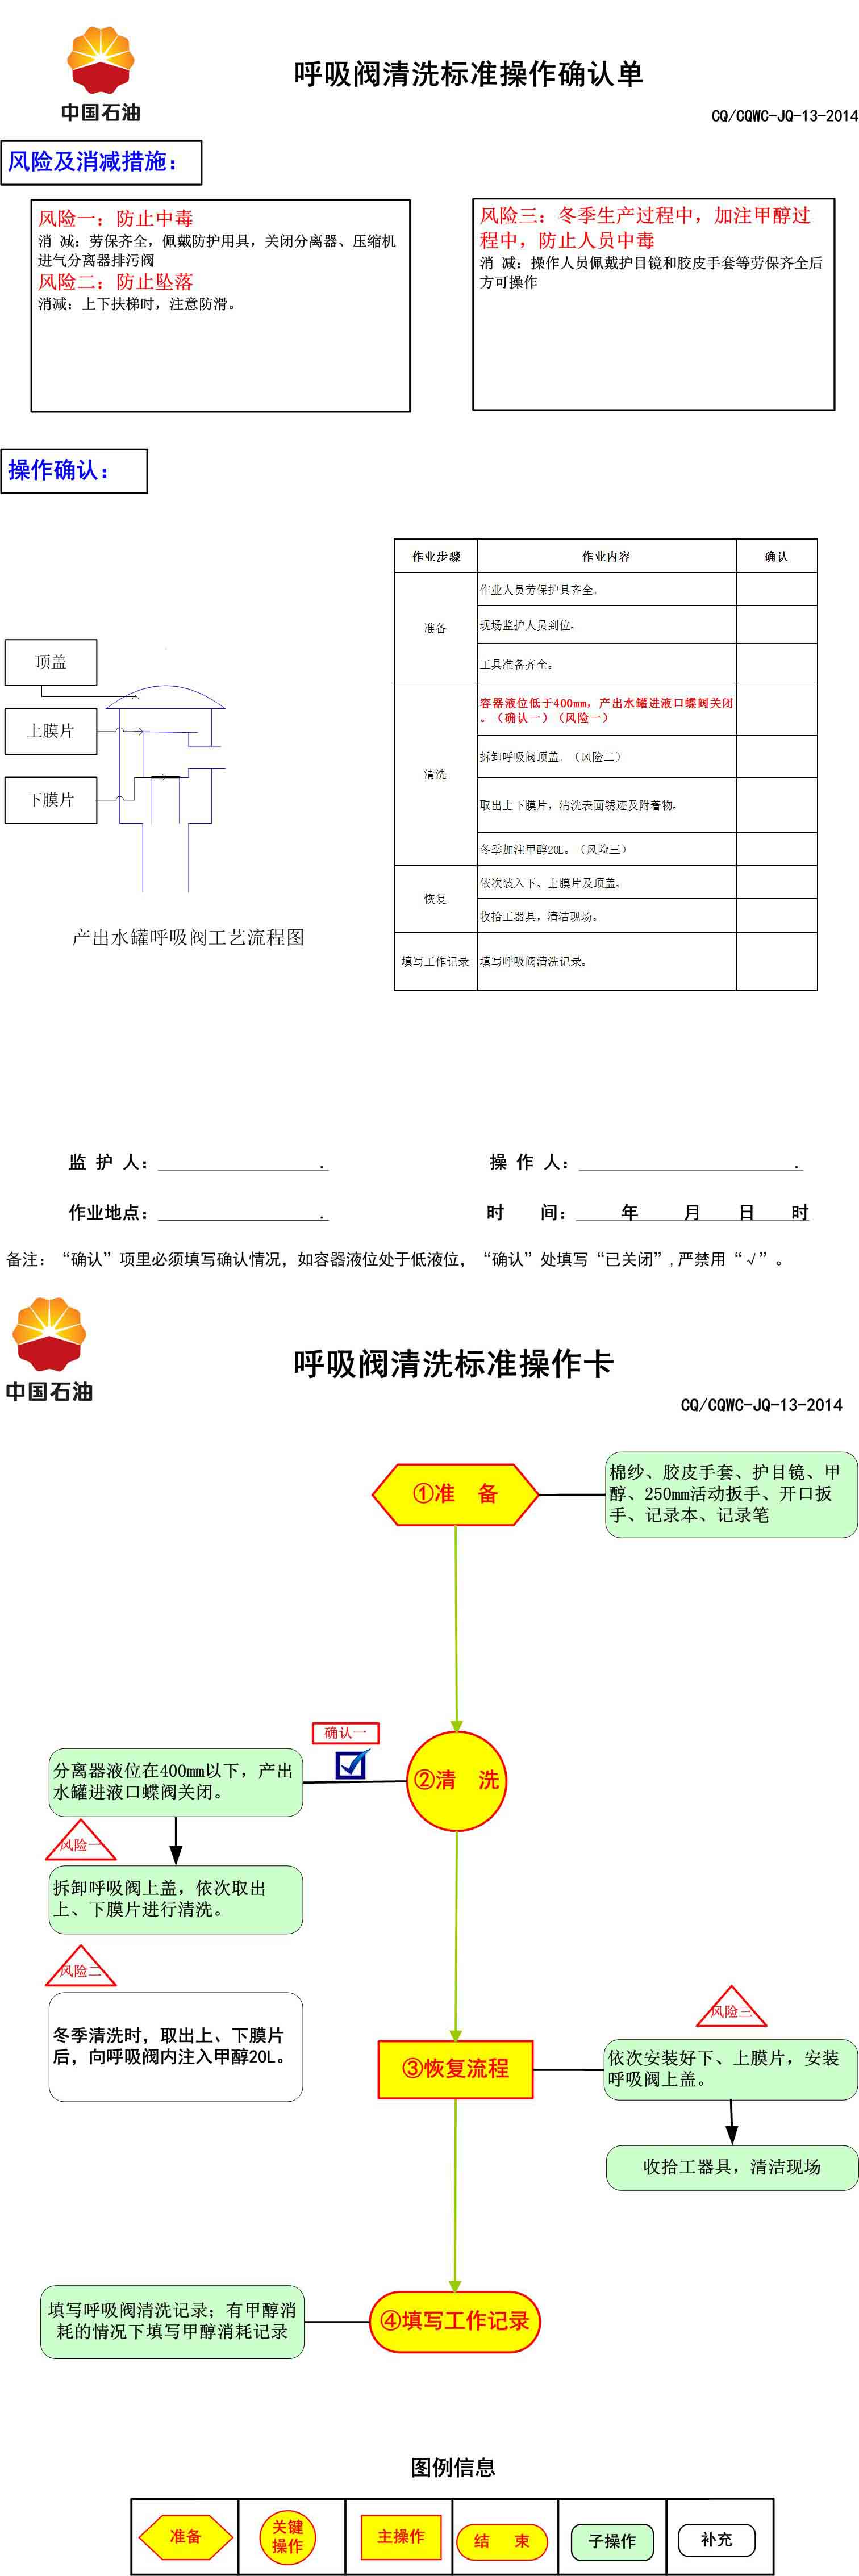 中国石油
呼吸阀清洗标准操作确认单
CQ/CQWC-JQ-13-2014
风险及消减措施：
风险一：防止中毒
消 减：劳保齐全，佩戴防护用具，关闭分离器、压缩机
进气分离器排污阀
风险二：防止坠落
消减：上下扶梯时，注意防滑。
风险三：冬季生产过程中，加注甲醇过
程中，防止人员中毒
消 减：操作人员佩戴护目镜和胶皮手套等劳保齐全后
方可操作
操作确认：
顶盖
上膜片
下膜片
产出水罐呼吸阀工艺流程图
作业步骤 作业内容 确认
准备
作业人员劳保护具齐全。
现场监护人员到位。
工具准备齐全。
清洗
容器液位低于400mm，产出水罐进液口蝶阀关闭
。（确认一）（风险一）
拆卸呼吸阀顶盖。（风险二）
取出上下膜片，清洗表面锈迹及附着物。
冬季加注甲醇20L。（风险三）
恢复
依次装入下、上膜片及顶盖。
收拾工器具，清洁现场。
填写工作记录 填写呼吸阀清洗记录。
监 护 人： . 操 作 人： .
作业地点： . 时 间： 年 月 日 时
备注：“确认”项里必须填写确认情况，如容器液位处于低液位，“确认”处填写“已关闭”,严禁用“√”。
中国石油
呼吸阀清洗标准操作卡
CQ/CQWC-JQ-13-2014
①准 备
棉纱、胶皮手套、护目镜、甲
醇、250mm活动扳手、开口扳
手、记录本、记录笔
确认一
②清 洗
分离器液位在400mm以下，产出
水罐进液口蝶阀关闭。
风险一
拆卸呼吸阀上盖，依次取出
上、下膜片进行清洗。
风险二
冬季清洗时，取出上、下膜片
后，向呼吸阀内注入甲醇20L。
风险三
③恢复流程
依次安装好下、上膜片，安装
呼吸阀上盖。
收拾工器具，清洁现场
填写呼吸阀清洗记录；有甲醇消
耗的情况下填写甲醇消耗记录
④填写工作记录
图例信息
准备
关键
操作
主操作
结 束
子操作
补充